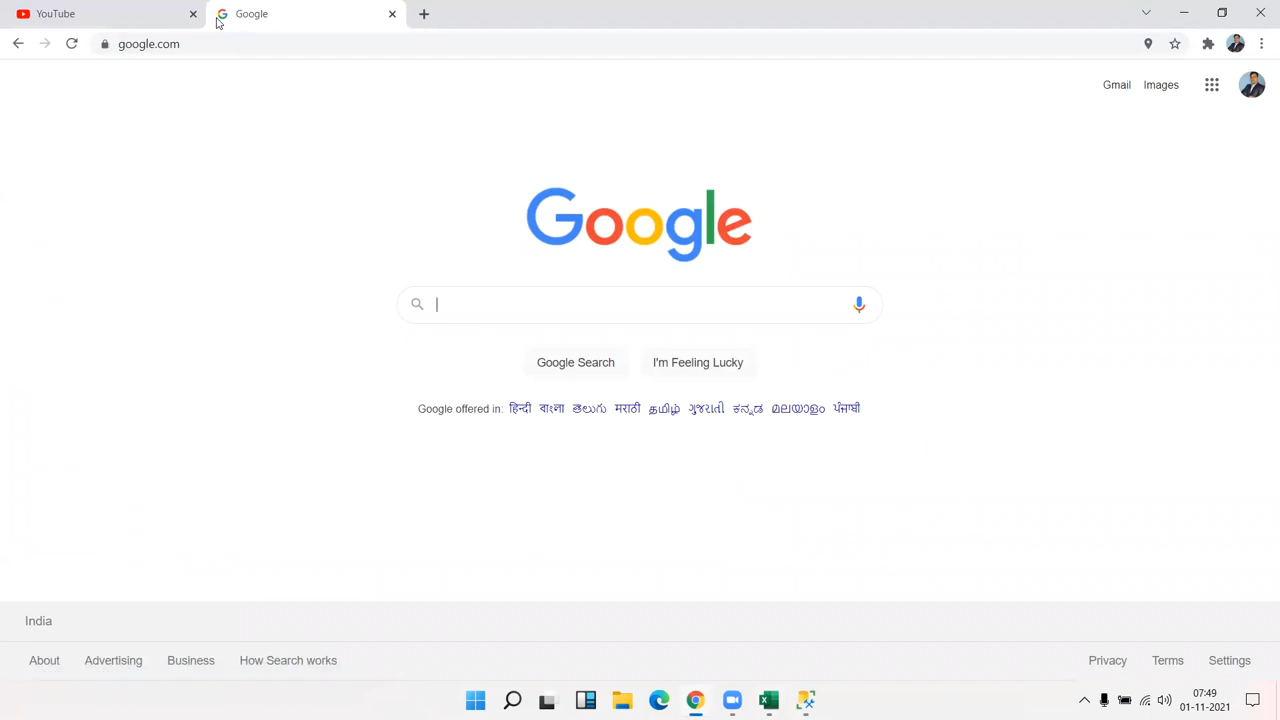 YouTube
Google
google.com
Gmail Images
Google
Google Search I'm Feeling Lucky
Google offered in: हिन्दी বাংলা తెలుగు मराठी தமிழ் ગુજરાતી ಕನ್ನಡ മലയാളം ਪੰਜਾਬੀ
India
About Advertising Business How Search works
Privacy Terms Settings
07:49
01-11-2021